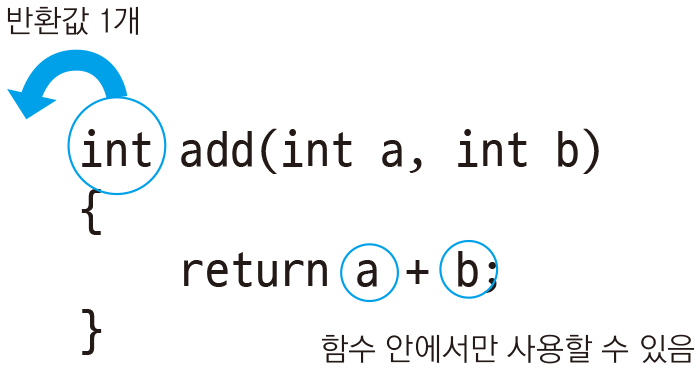 반환값 1개
int add(int a, int b)
{
return a + b;
}
함수 안에서만 사용할 수 있음